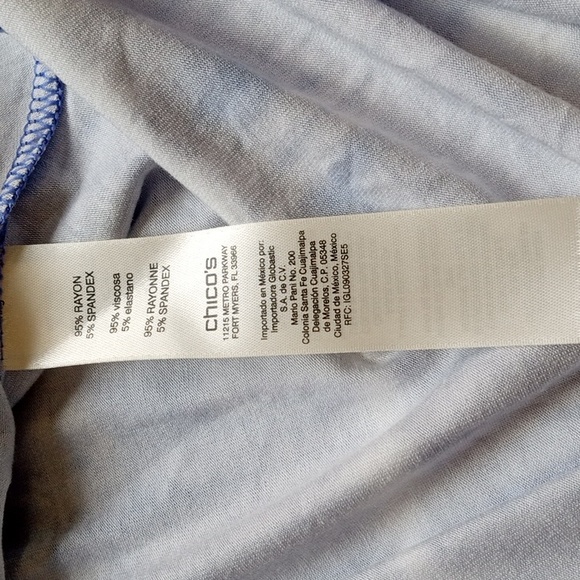 95% RAYON
5% SPANDEX
95% viscosa
5% elastano
95% RAYONNE
5% SPANDEX
chico's
11215 METRO PARKWAY
FORT MYERS, FL 33966
Importado en México por:
Importadora Globastic
S.A. de C.V.
Mario Pani No. 200
Colonia Santa Fe Cuajimalpa
Delegación Cuajimalpa
de Morelos, C.P. 05348
Ciudad de México, México
RFC: IGL090327SE5